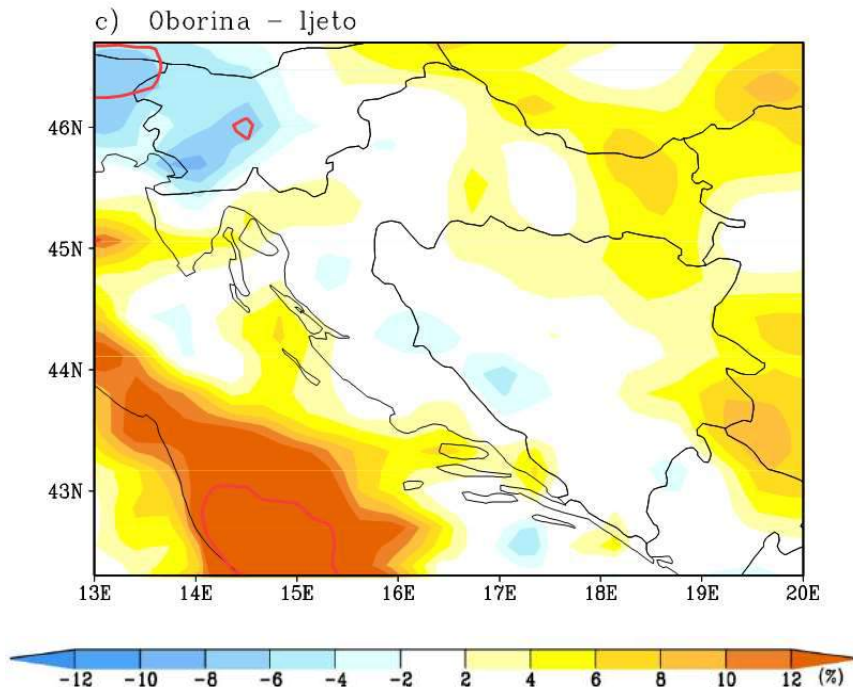 c) Oborina – ljeto
46N
45N
44N
43N
13E 14E 15E 16E 17E 18E 19E 20E
-12 -10 -8 -6 -4 -2 2 4 6 8 10 12 (%)